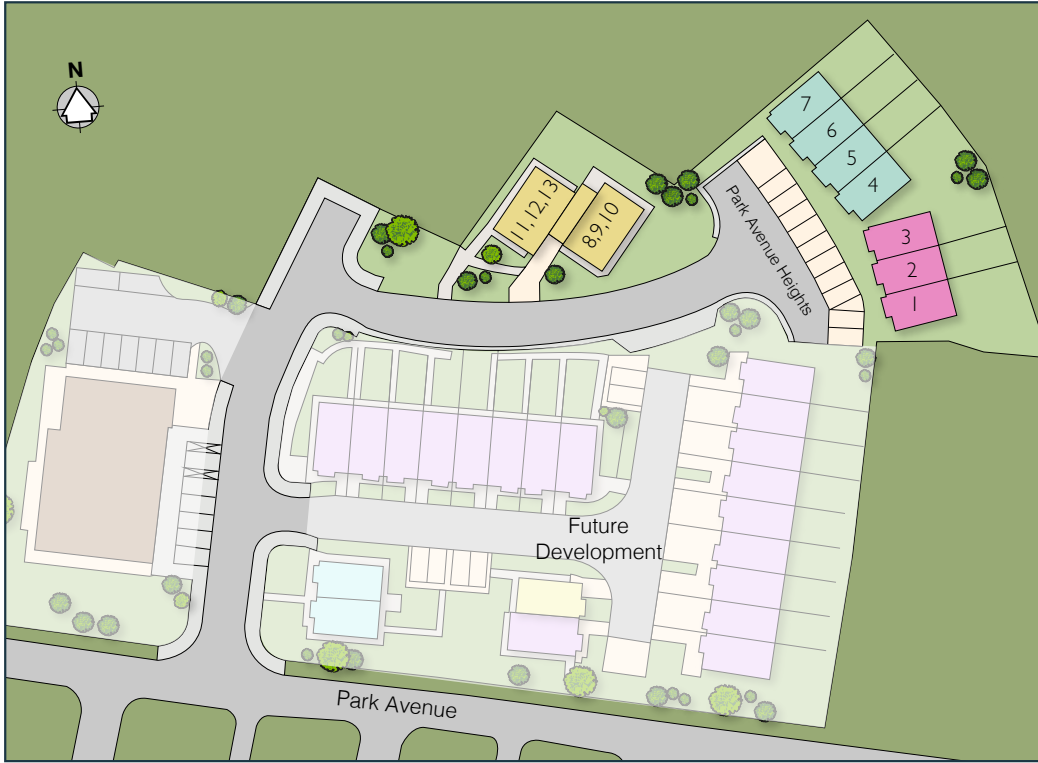 N
7
6
5
4
3
2
1
11,12,13
8,9,10
Park Avenue Heights
Future
Development
Park Avenue